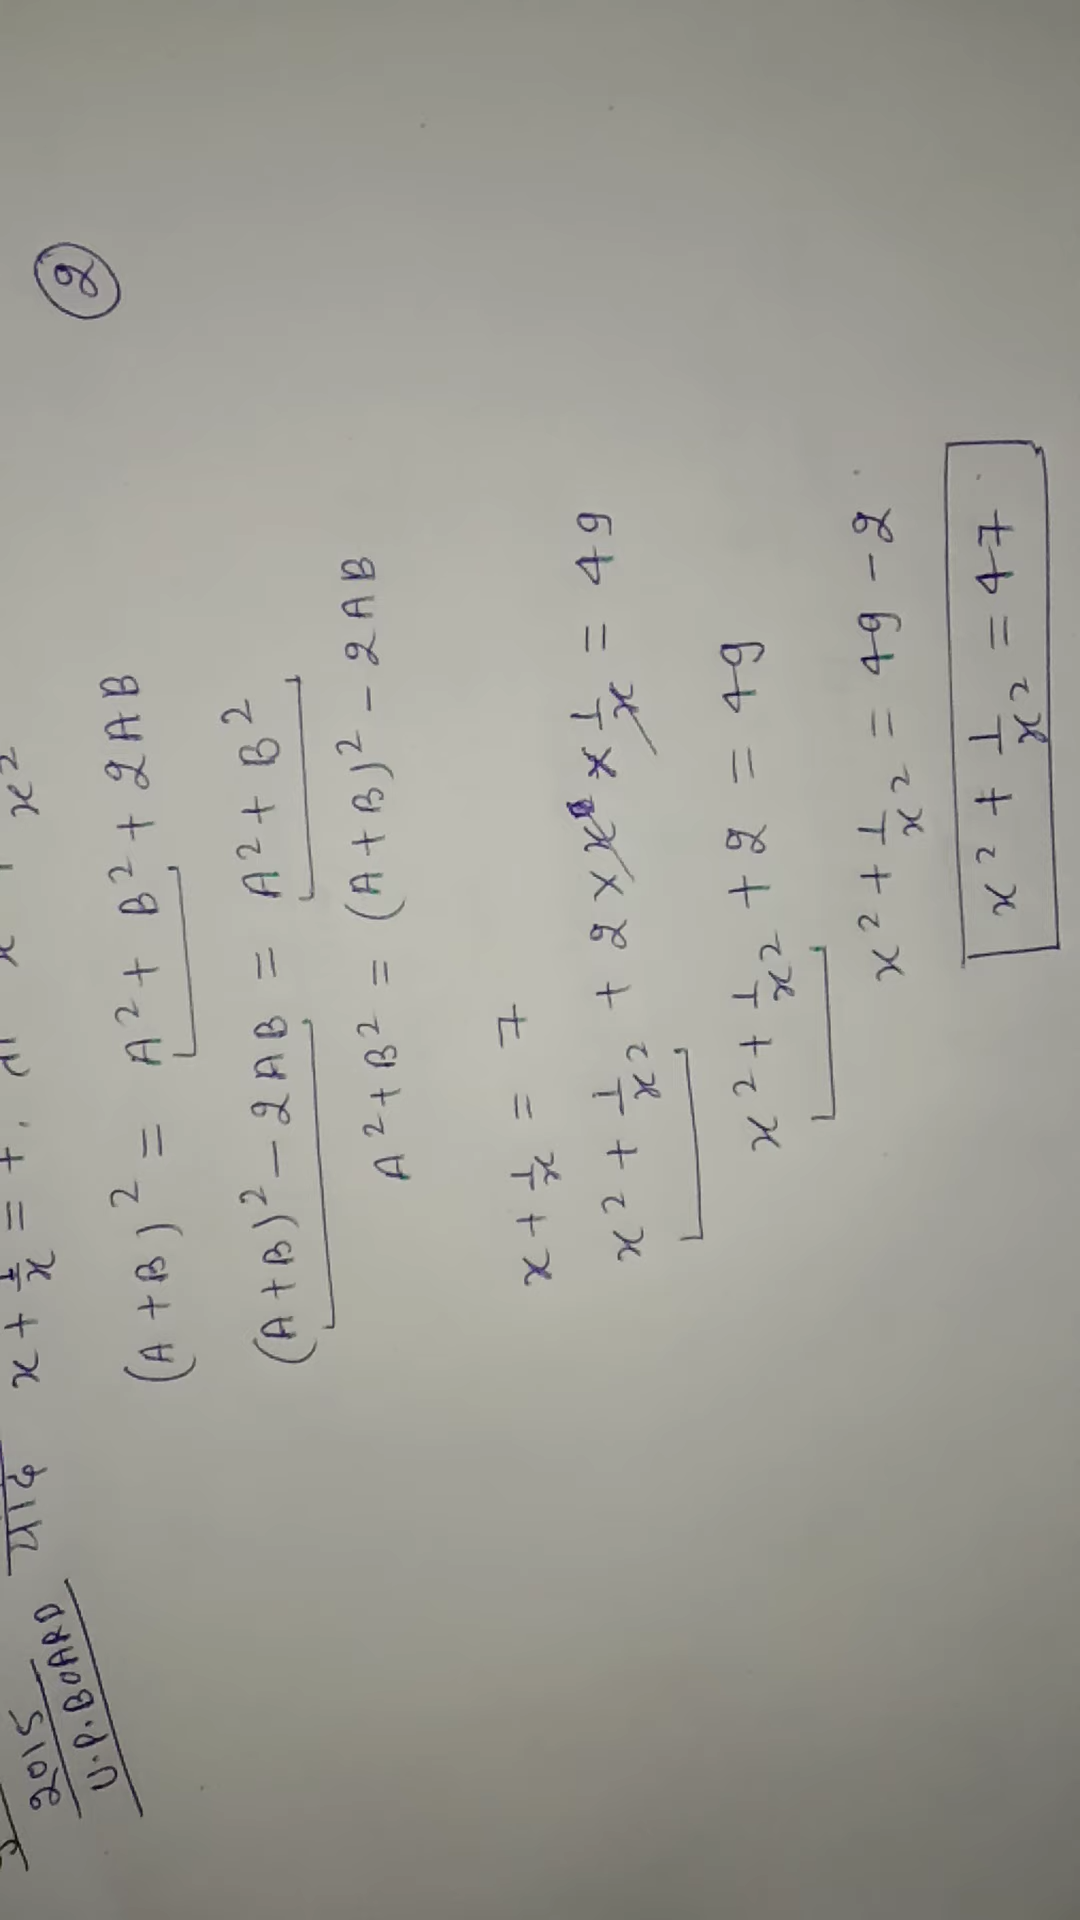 2015
U.P. BOARD
यदि x + 1/x = 7,
(A+B)² = A² + B² + 2AB
(A+B)² - 2AB = A² + B²
A² + B² = (A+B)² - 2AB
x + 1/x = 7
x² + 1/x² + 2 × x × 1/x = 49
x² + 1/x² + 2 = 49
x² + 1/x² = 49 - 2
x² + 1/x² = 47
2